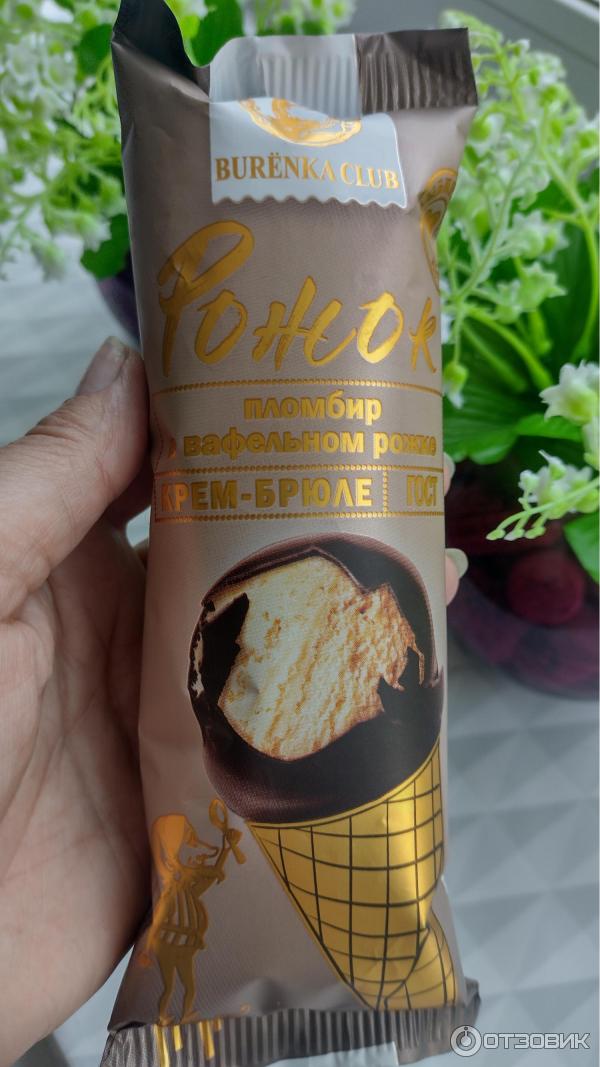 BURЁNKA CLUB
Рожок
пломбир
в вафельном рожке
КРЕМ-БРЮЛЕ ГОСТ
ОТЗОВИК